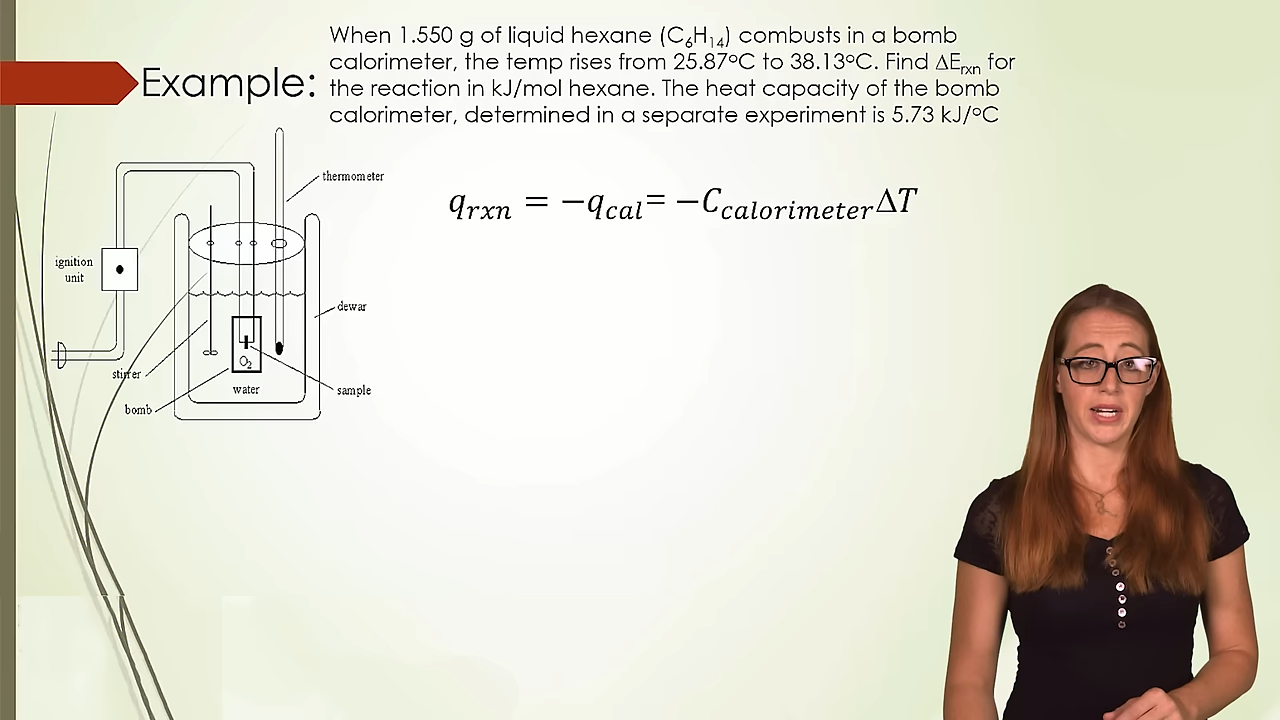 When 1.550 g of liquid hexane (C₆H₁₄) combusts in a bomb
calorimeter, the temp rises from 25.87ᵒC to 38.13ᵒC. Find ΔEᵣₓₙ for
Example: the reaction in kJ/mol hexane. The heat capacity of the bomb
calorimeter, determined in a separate experiment is 5.73 kJ/ᵒC
q_rxn = −q_cal= −C_calorimeterΔT
thermometer
ignition
unit
dewar
O₂
stirrer
water
sample
bomb